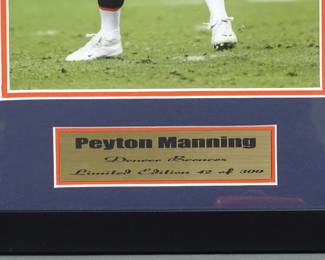 Peyton Manning
Denver Broncos
Limited Edition 42 of 300